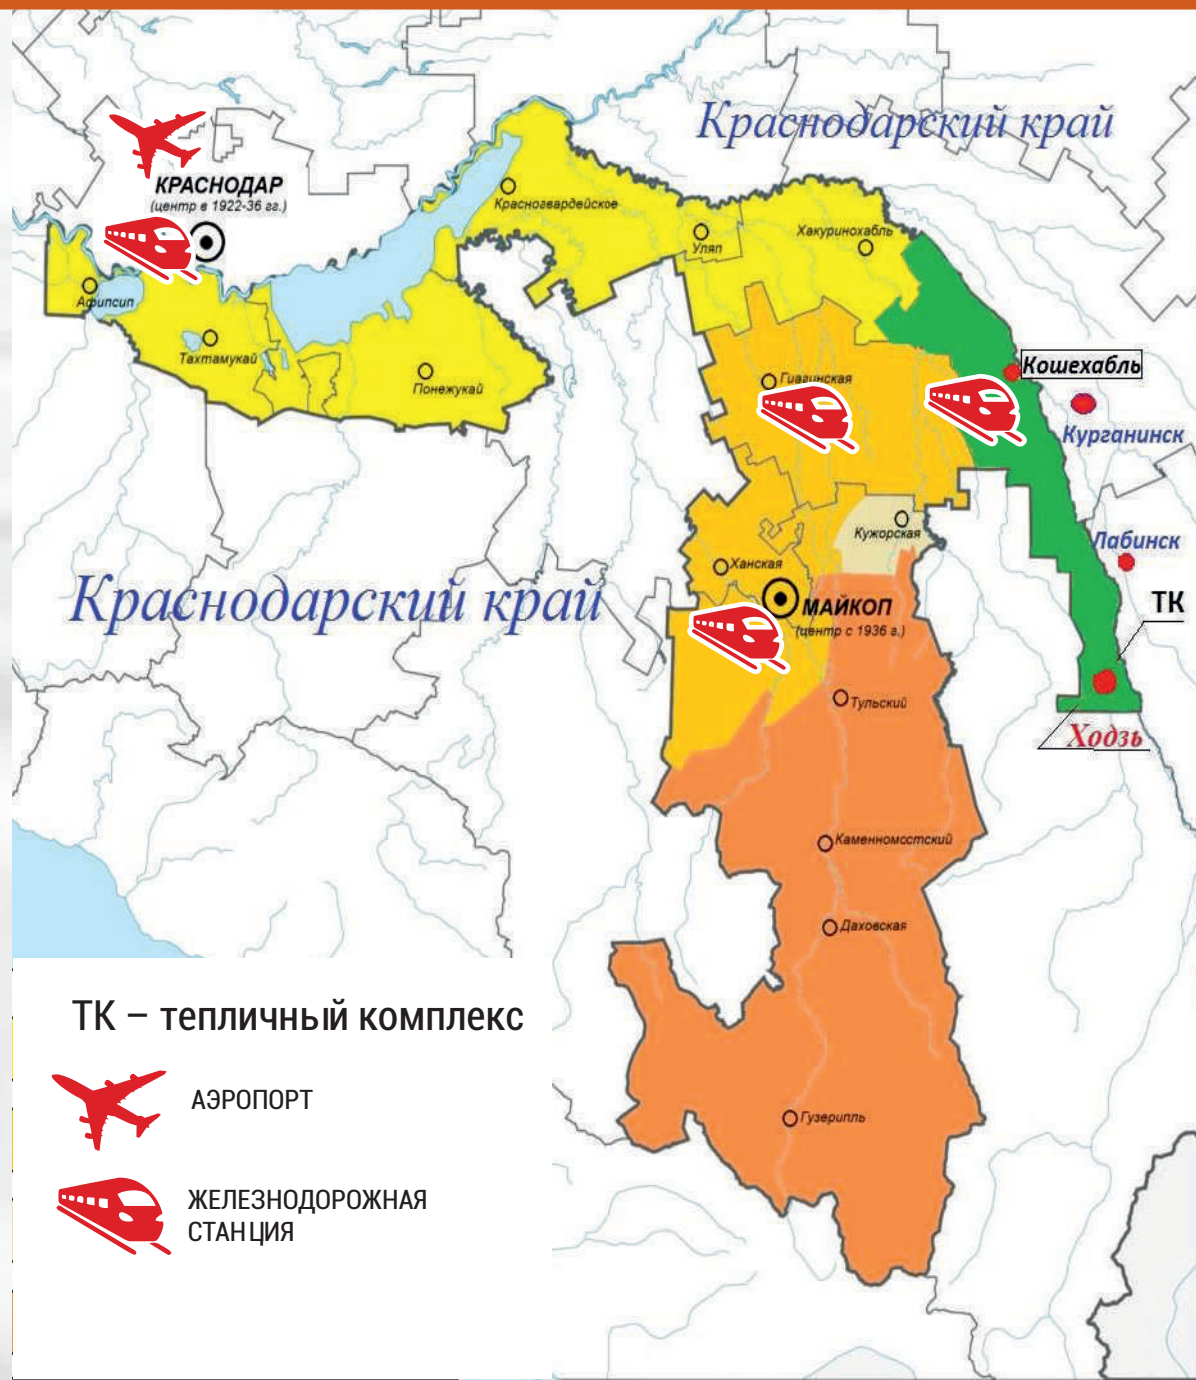 Краснодарский край
КРАСНОДАР
(центр в 1922-36 гг.)
Красногвардейское
Уляп
Хакуринохабль
Афипсип
Тахтамукай
Понежукай
Гиагинская
Кошехабль
Курганинск
Кужорская
Лабинск
Ханская
Краснодарский край
МАЙКОП
(центр с 1936 г.)
ТК
Тульский
Ходзь
Каменномостский
Даховская
Гузерипль
ТК – тепличный комплекс
АЭРОПОРТ
ЖЕЛЕЗНОДОРОЖНАЯ
СТАНЦИЯ